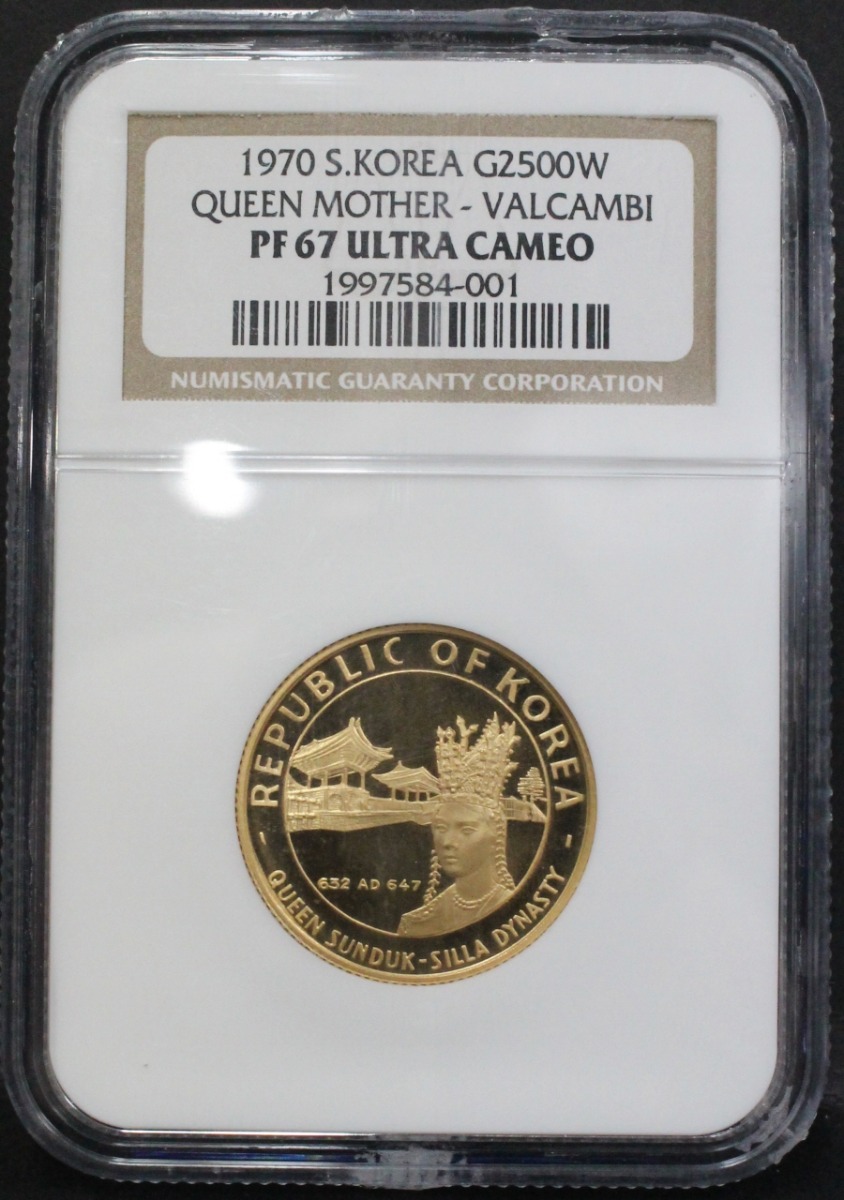 1970 S.KOREA G2500W
QUEEN MOTHER - VALCAMBI
PF 67 ULTRA CAMEO
1997584-001
NUMISMATIC GUARANTY CORPORATION
REPUBLIC OF KOREA
632 AD 647
- QUEEN SUNDUK-SILLA DYNASTY -